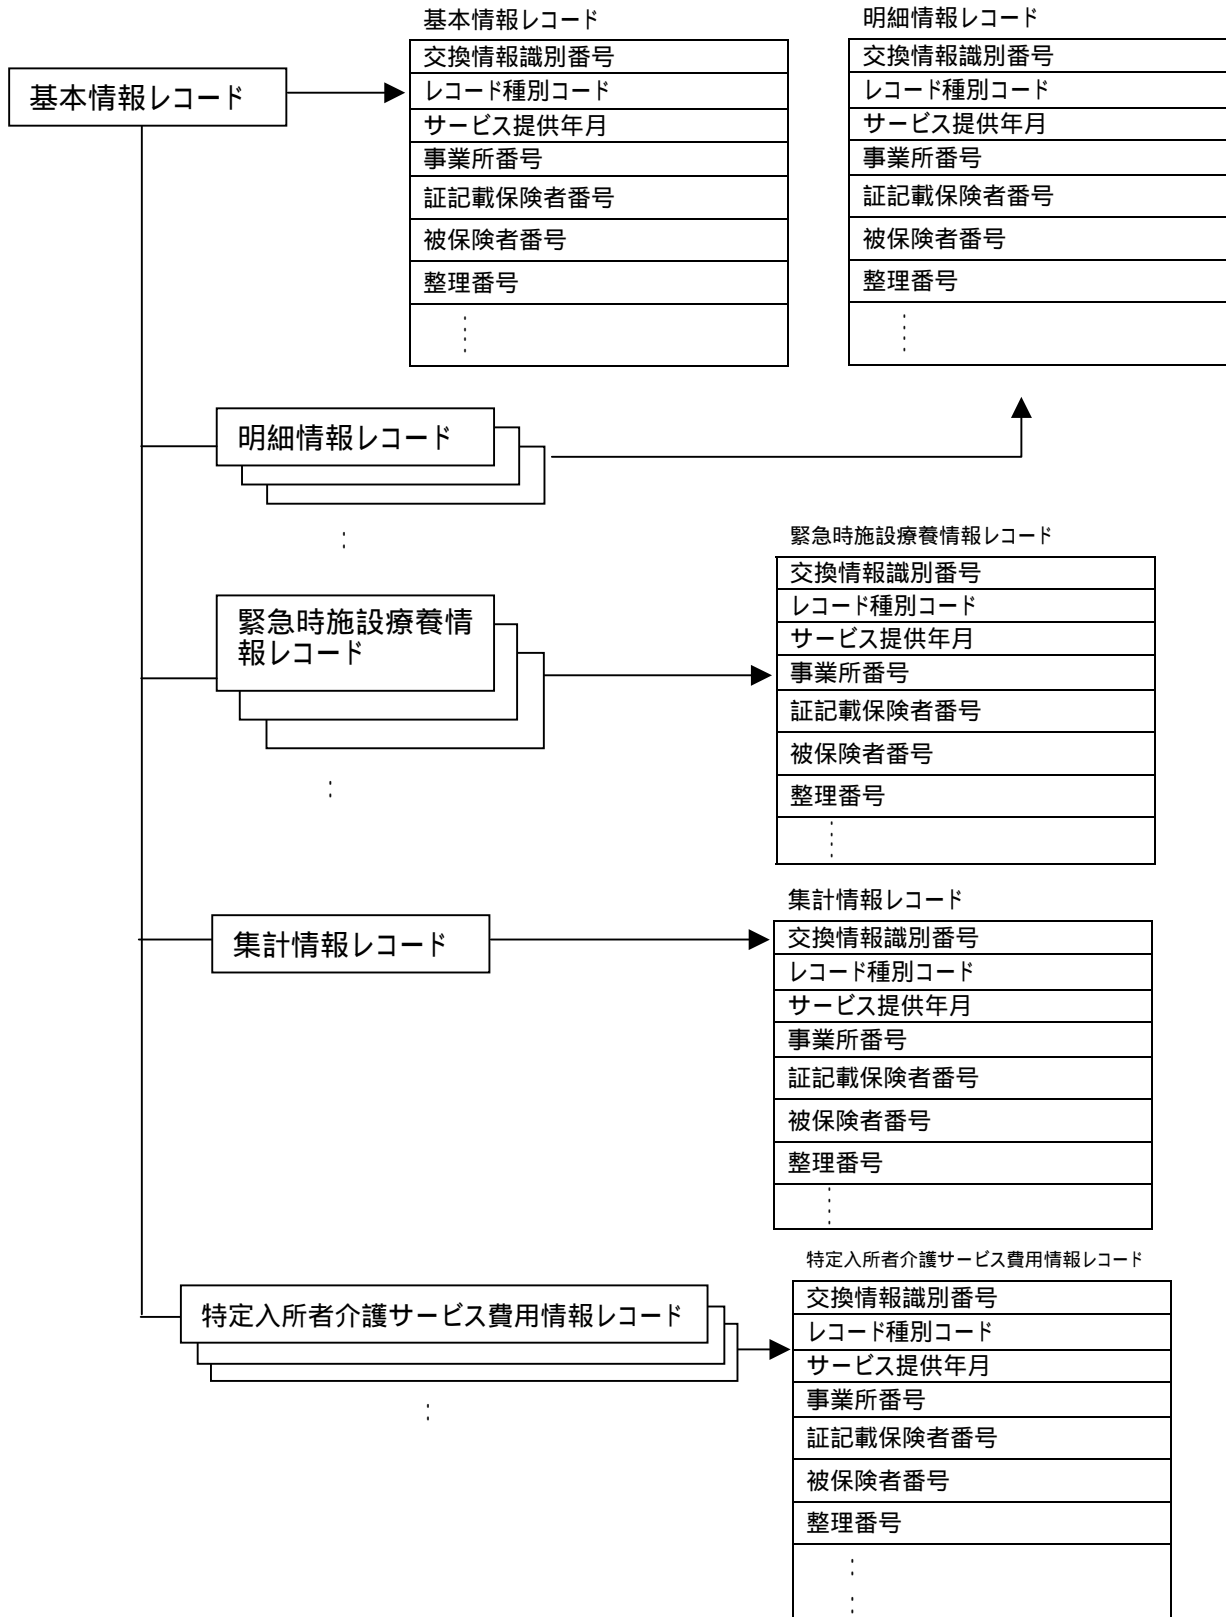 基本情報レコード
基本情報レコード
交換情報識別番号
レコード種別コード
サービス提供年月
事業所番号
証記載保険者番号
被保険者番号
整理番号
明細情報レコード
交換情報識別番号
レコード種別コード
サービス提供年月
事業所番号
証記載保険者番号
被保険者番号
整理番号
明細情報レコード
緊急時施設療養情
報レコード
緊急時施設療養情報レコード
交換情報識別番号
レコード種別コード
サービス提供年月
事業所番号
証記載保険者番号
被保険者番号
整理番号
集計情報レコード
集計情報レコード
交換情報識別番号
レコード種別コード
サービス提供年月
事業所番号
証記載保険者番号
被保険者番号
整理番号
特定入所者介護サービス費用情報レコード
特定入所者介護サービス費用情報レコード
交換情報識別番号
レコード種別コード
サービス提供年月
事業所番号
証記載保険者番号
被保険者番号
整理番号